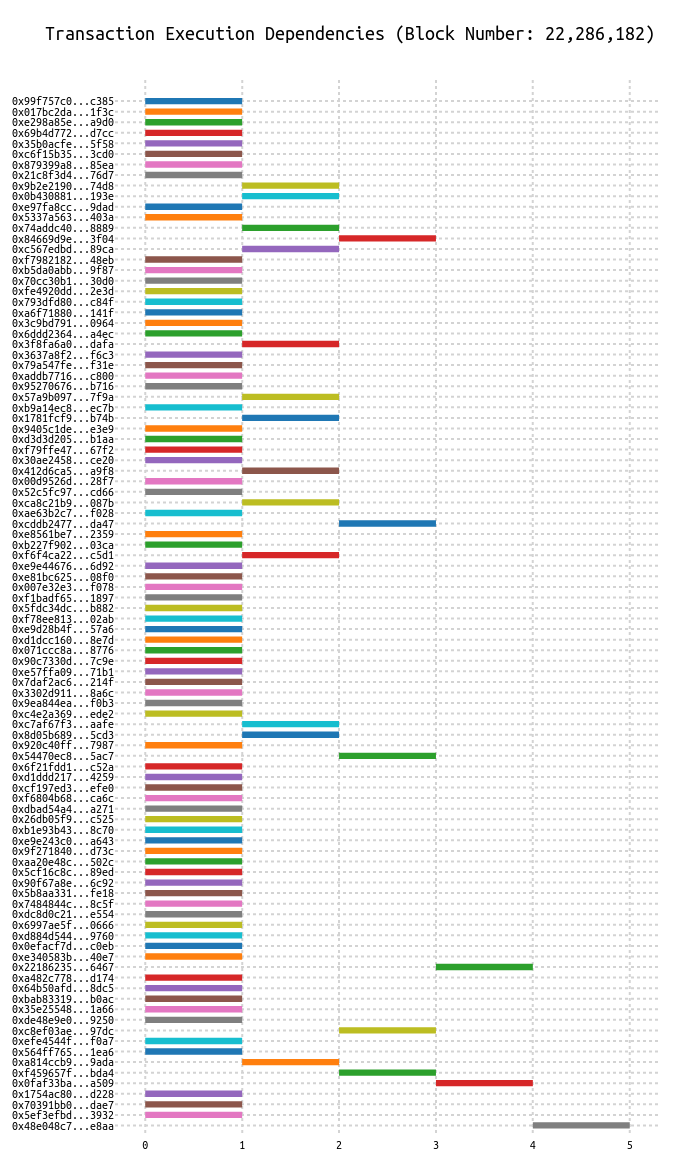 Transaction Execution Dependencies (Block Number: 22,286,182)
0x99f757c0...c385
0x017bc2da...1f3c
0xe298a85e...a9d0
0x69b4d772...d7cc
0x35b0acfe...5f58
0xc6f15b35...3cd0
0x879399a8...85ea
0x21c8f3d4...76d7
0x9b2e2190...74d8
0x0b430881...193e
0xe97fa8cc...9dad
0x5337a563...403a
0x74addc40...8889
0x84669d9e...3f04
0xc567edbd...89ca
0xf7982182...48eb
0xb5da0abb...9f87
0x70cc30b1...30d0
0xfe4920dd...2e3d
0x793dfd80...c84f
0xa6f71880...141f
0x3c9bd791...0964
0x6ddd2364...a4ec
0x3f8fa6a0...dafa
0x3637a8f2...f6c3
0x79a547fe...f31e
0xaddb7716...c800
0x95270676...b716
0x57a9b097...7f9a
0xb9a14ec8...ec7b
0x1781fcf9...b74b
0x9405c1de...e3e9
0xd3d3d205...b1aa
0xf79ffe47...67f2
0x30ae2458...ce20
0x412d6ca5...a9f8
0x00d9526d...28f7
0x52c5fc97...cd66
0xca8c21b9...087b
0xae63b2c7...f028
0xcddb2477...da47
0xe8561be7...2359
0xb227f902...03ca
0xf6f4ca22...c5d1
0xe9e44676...6d92
0xe81bc625...08f0
0x007e32e3...f078
0xf1badf65...1897
0x5fdc34dc...b882
0xf78ee813...02ab
0xe9d28b4f...57a6
0xd1dcc160...8e7d
0x071ccc8a...8776
0x90c7330d...7c9e
0xe57ffa09...71b1
0x7daf2ac6...214f
0x3302d911...8a6c
0x9ea844ea...f0b3
0xc4e2a369...ede2
0xc7af67f3...aafe
0x8d05b689...5cd3
0x920c40ff...7987
0x54470ec8...5ac7
0x6f21fdd1...c52a
0xd1ddd217...4259
0xcf197ed3...efe0
0xf6804b68...ca6c
0xdbad54a4...a271
0x26db05f9...c525
0xb1e93b43...8c70
0xe9e243c0...a643
0x9f271840...d73c
0xaa20e48c...502c
0x5cf16c8c...89ed
0x90f67a8e...6c92
0x5b8aa331...fe18
0x7484844c...8c5f
0xdc8d0c21...e554
0x6997ae5f...0666
0xd884d544...9760
0x0efacf7d...c0eb
0xe340583b...40e7
0x22186235...6467
0xa482c778...d174
0x64b50afd...8dc5
0xbab83319...b0ac
0x35e25548...1a66
0xde48e9e0...9250
0xc8ef03ae...97dc
0xefe4544f...f0a7
0x564ff765...1ea6
0xa814ccb9...9ada
0xf459657f...bda4
0x0faf33ba...a509
0x1754ac80...d228
0x70391bb0...dae7
0x5ef3efbd...3932
0x48e048c7...e8aa
0 1 2 3 4 5